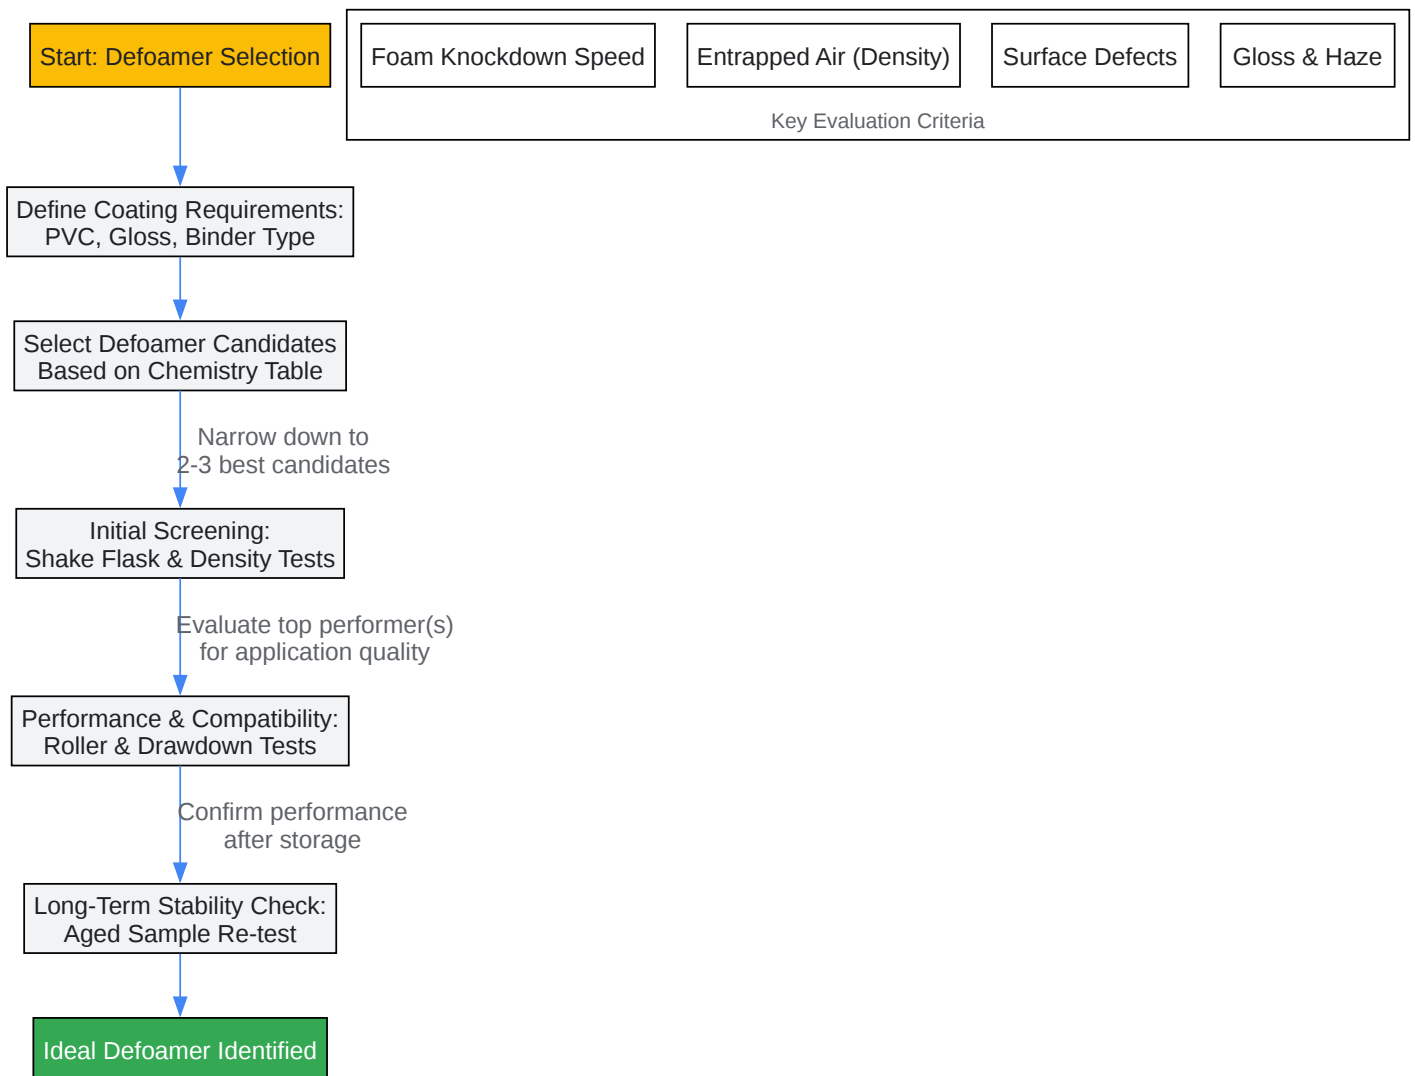 Start: Defoamer Selection
Foam Knockdown Speed
Entrapped Air (Density)
Surface Defects
Gloss & Haze
Key Evaluation Criteria
Define Coating Requirements:
PVC, Gloss, Binder Type
Select Defoamer Candidates
Based on Chemistry Table
Narrow down to
2-3 best candidates
Initial Screening:
Shake Flask & Density Tests
Evaluate top performer(s)
for application quality
Performance & Compatibility:
Roller & Drawdown Tests
Confirm performance
after storage
Long-Term Stability Check:
Aged Sample Re-test
Ideal Defoamer Identified